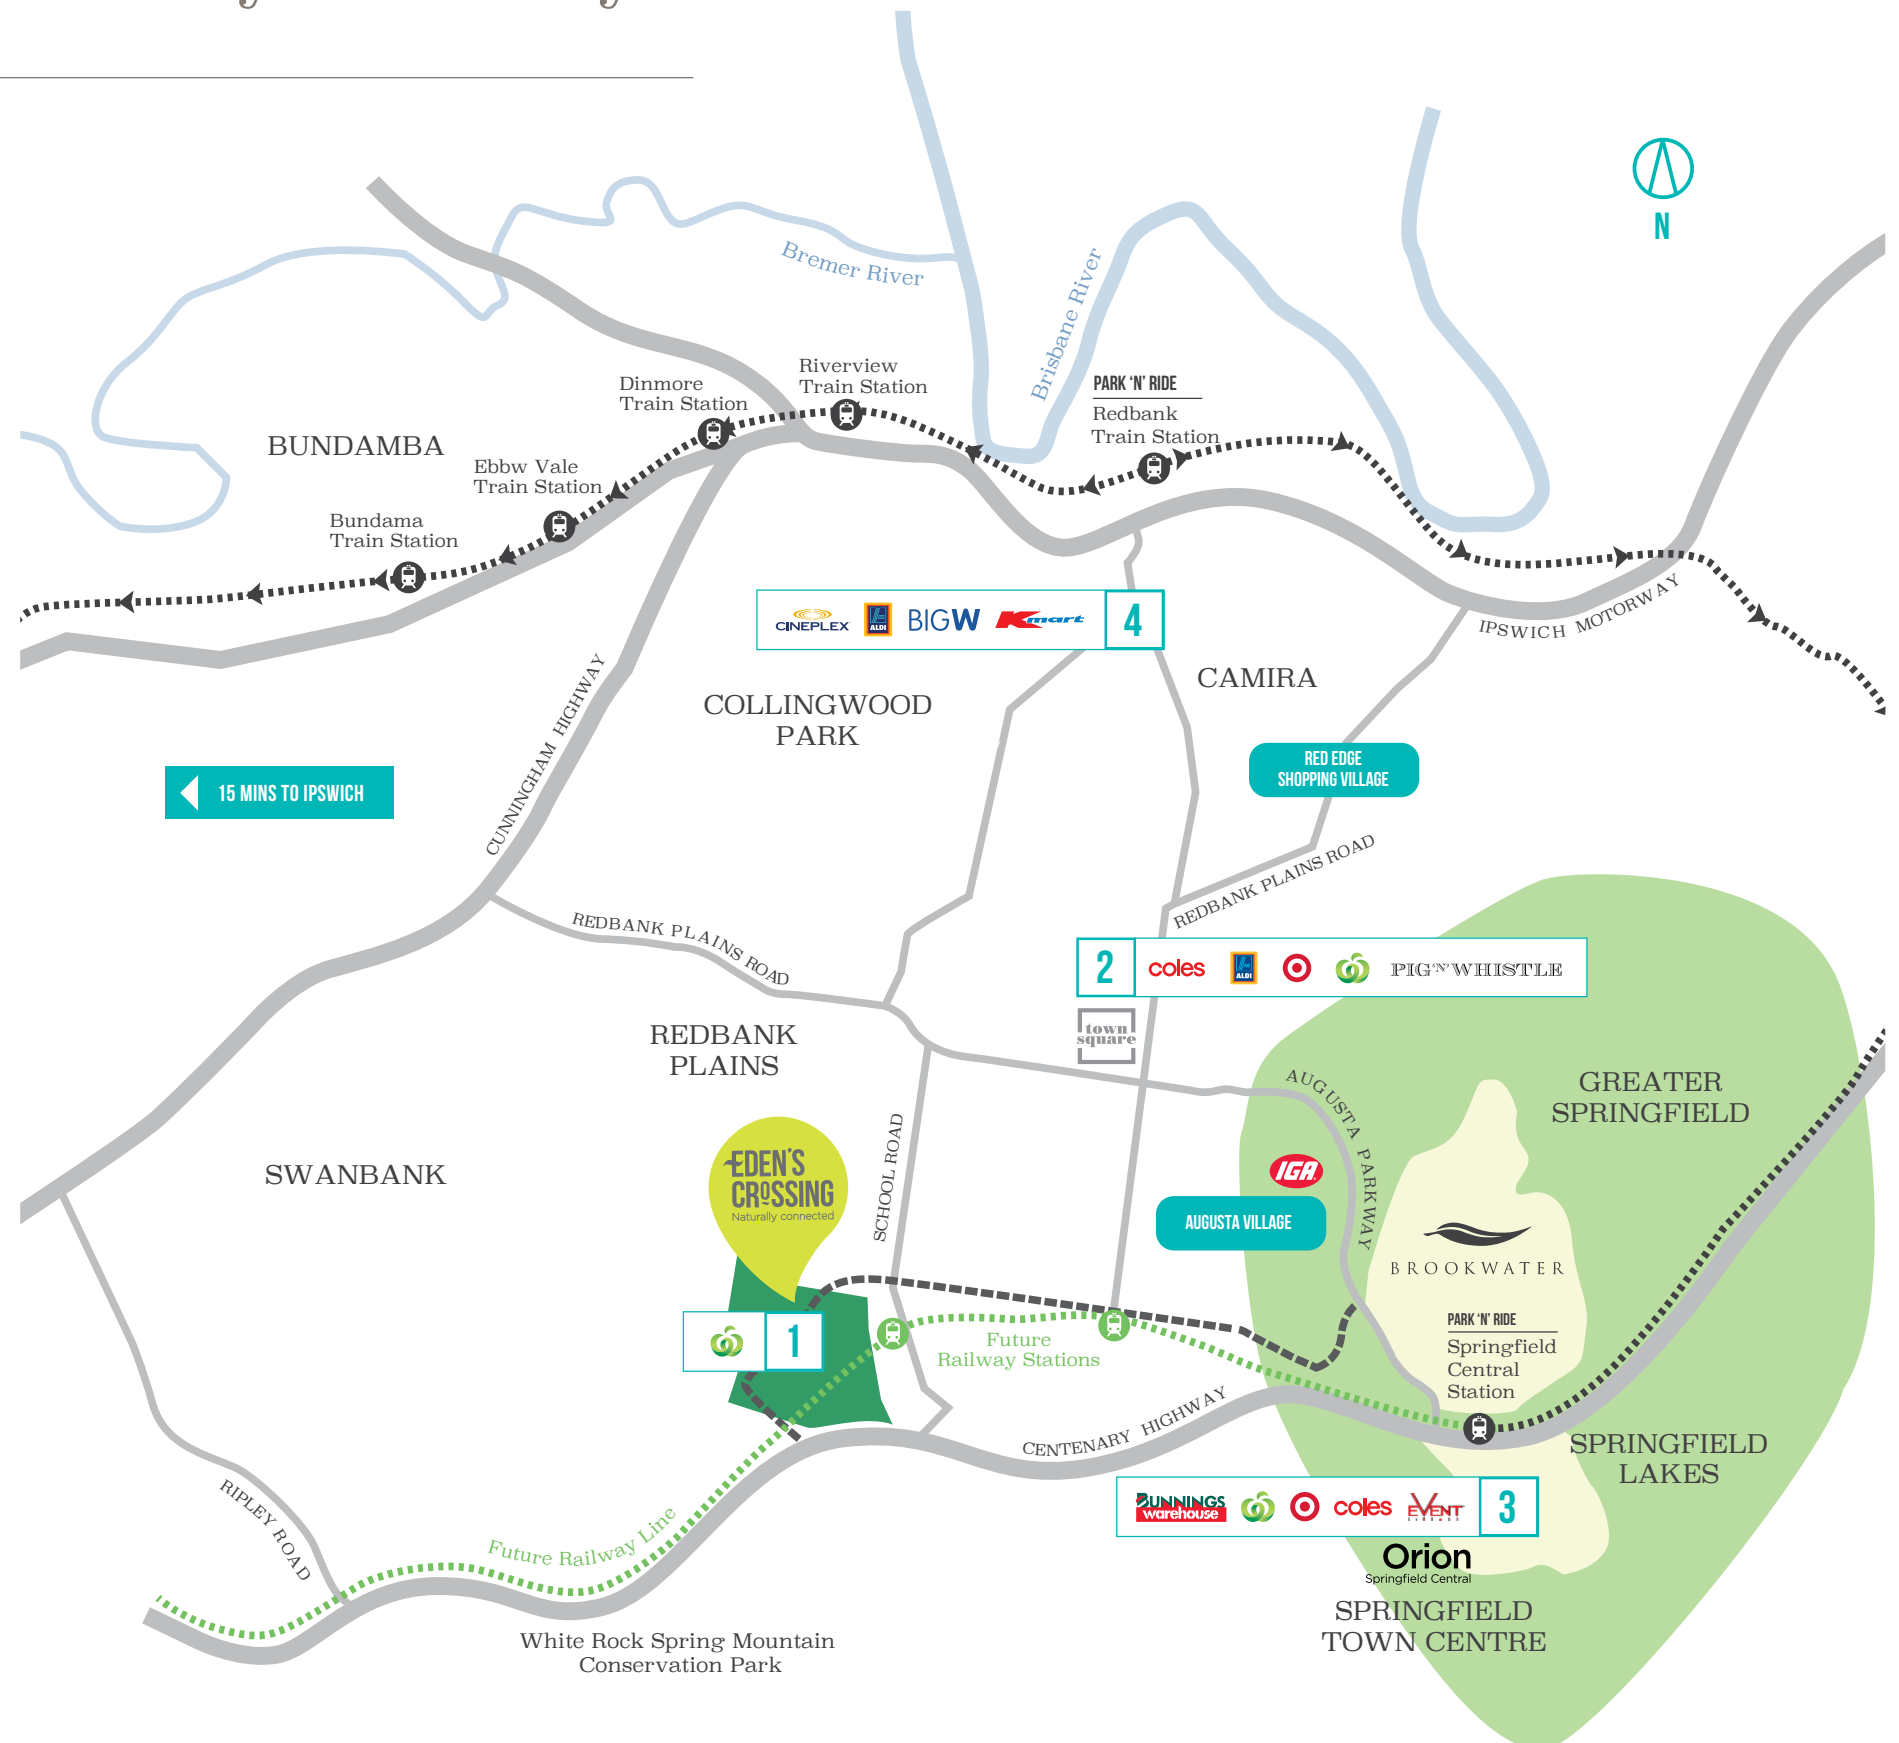 N
Bremer River
Brisbane River
Riverview
Train Station
Dinmore
Train Station
PARK 'N' RIDE
Redbank
Train Station
BUNDAMBA
Ebbw Vale
Train Station
Bundama
Train Station
CINEPLEX
ALDI
BIGW
Kmart
4
IPSWICH MOTORWAY
CAMIRA
COLLINGWOOD
PARK
CUNNINGHAM HIGHWAY
RED EDGE
SHOPPING VILLAGE
15 MINS TO IPSWICH
REDBANK PLAINS ROAD
REDBANK PLAINS ROAD
2
coles
ALDI
PIG 'N' WHISTLE
town
square
REDBANK
PLAINS
AUGUSTA PARKWAY
GREATER
SPRINGFIELD
SCHOOL ROAD
EDEN'S
CROSSING
Naturally connected
SWANBANK
IGA
AUGUSTA VILLAGE
BROOKWATER
1
Future
Railway Stations
PARK 'N' RIDE
Springfield
Central
Station
CENTENARY HIGHWAY
SPRINGFIELD
LAKES
RIPLEY ROAD
Future Railway Line
BUNNINGS
warehouse
coles
EVENT
3
Orion
Springfield Central
SPRINGFIELD
TOWN CENTRE
White Rock Spring Mountain
Conservation Park